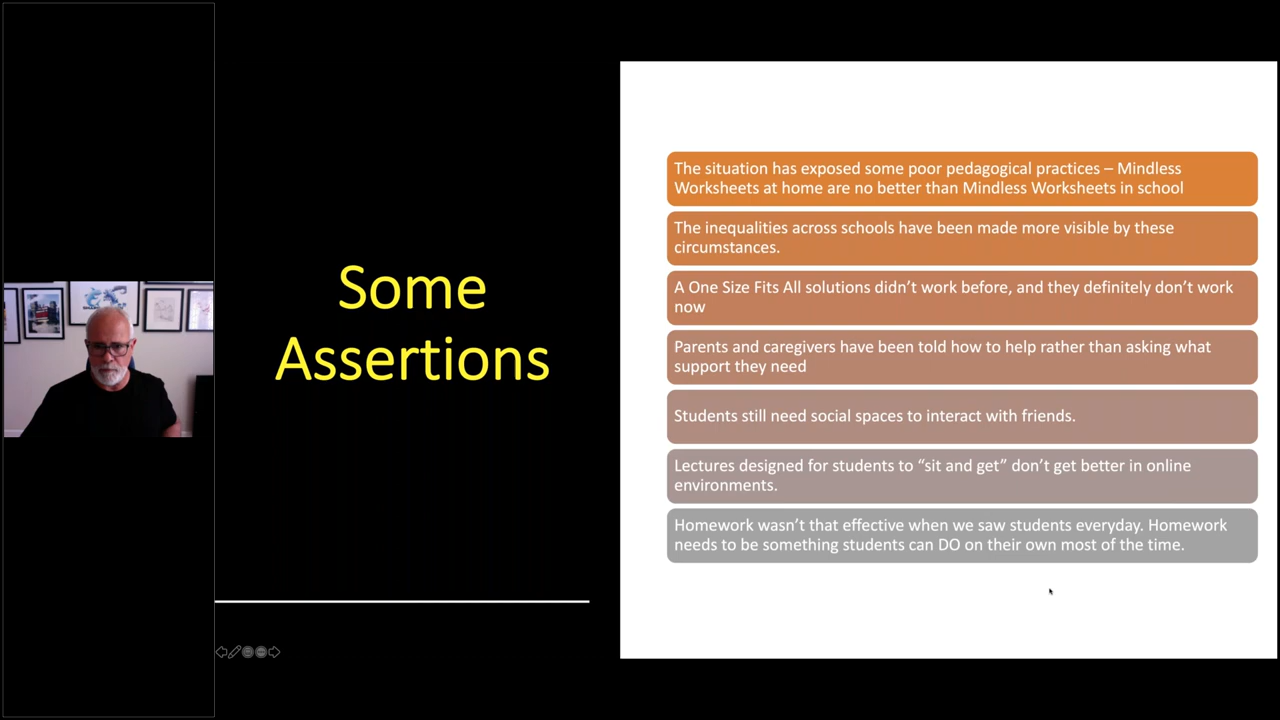 Some
Assertions
The situation has exposed some poor pedagogical practices – Mindless
Worksheets at home are no better than Mindless Worksheets in school
The inequalities across schools have been made more visible by these
circumstances.
A One Size Fits All solutions didn’t work before, and they definitely don’t work
now
Parents and caregivers have been told how to help rather than asking what
support they need
Students still need social spaces to interact with friends.
Lectures designed for students to “sit and get” don’t get better in online
environments.
Homework wasn’t that effective when we saw students everyday. Homework
needs to be something students can DO on their own most of the time.